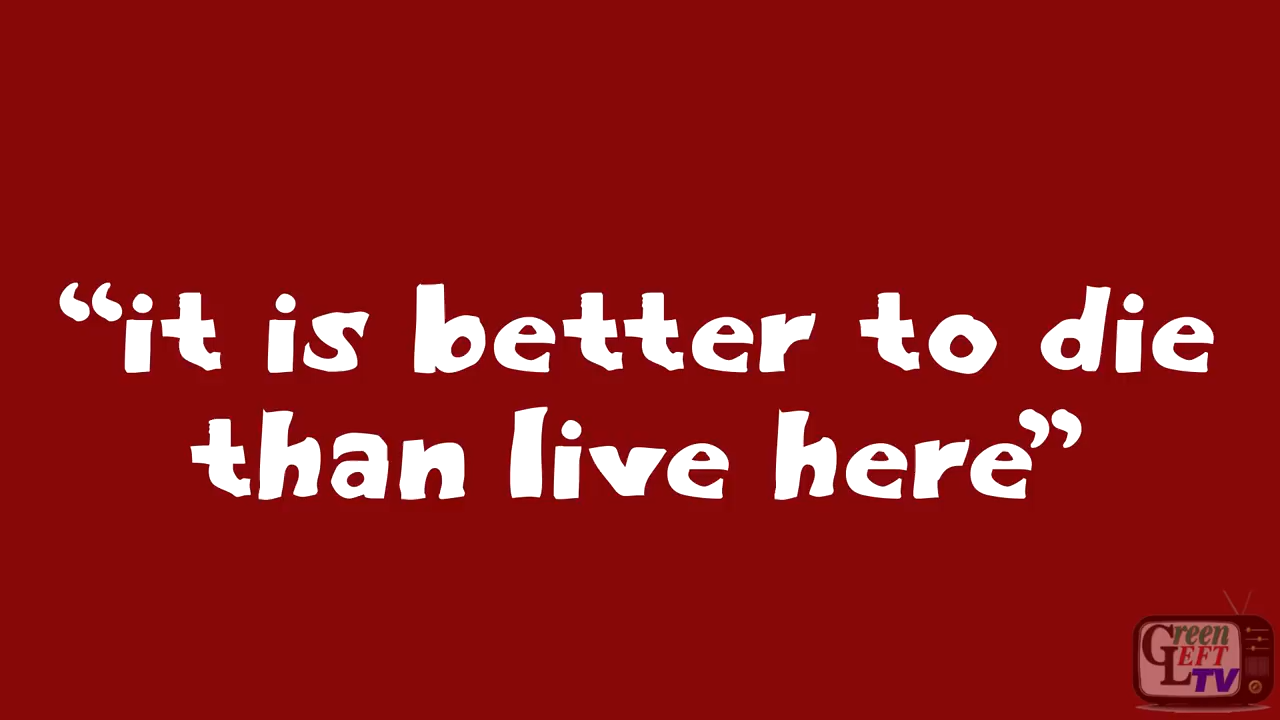 “it is better to die
than live here”
Green
LEFT
TV